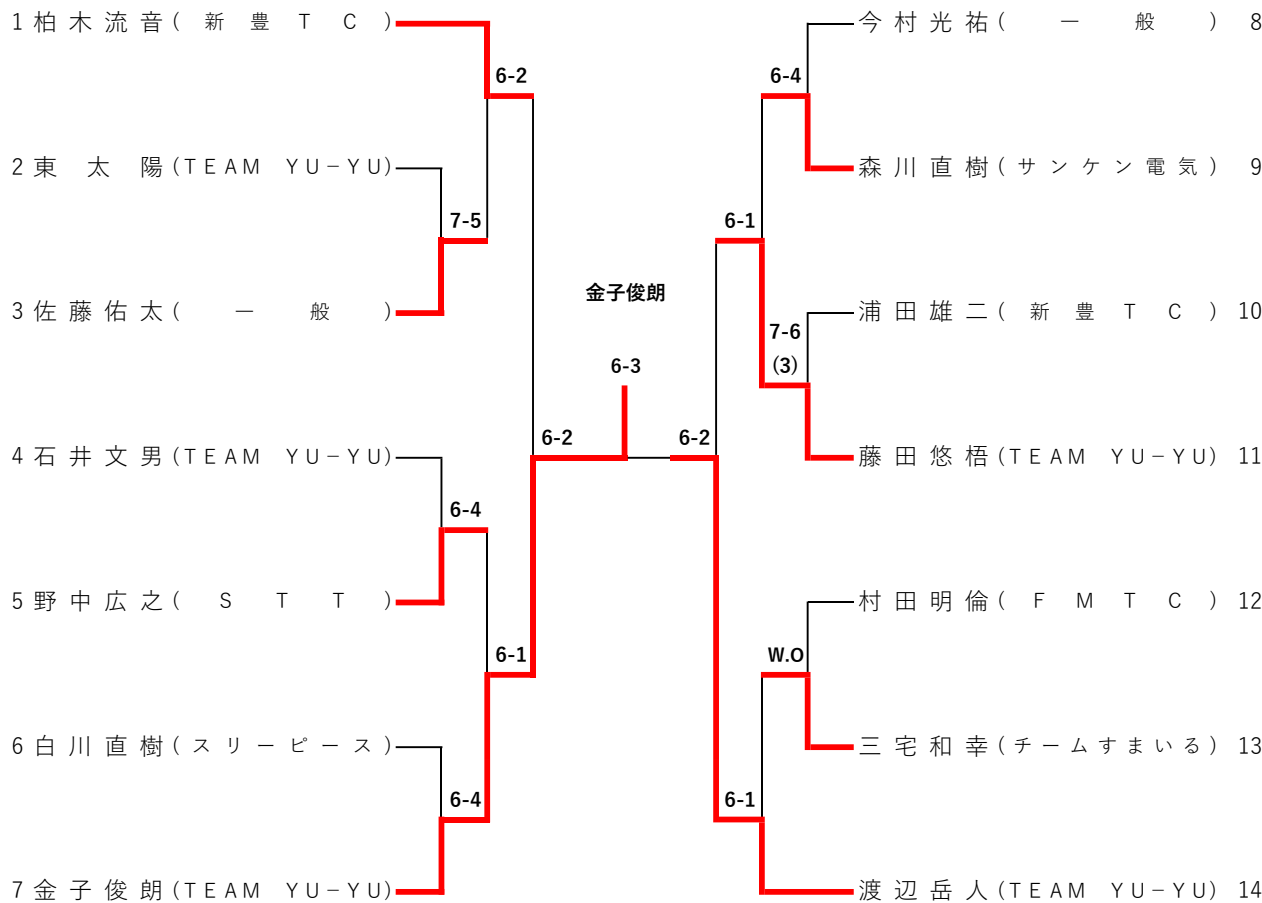 1 柏木流音(新豊TC)
6-2
2 東太陽(TEAM YU-YU)
7-5
3 佐藤佑太(一般)
6-2
4 石井文男(TEAM YU-YU)
6-4
5 野中広之(STT)
6-1
6 白川直樹(スリーピース)
6-4
7 金子俊朗(TEAM YU-YU)
金子俊朗
6-3
今村光祐(一般) 8
6-4
森川直樹(サンケン電気) 9
6-1
浦田雄二(新豊TC) 10
7-6
(3)
藤田悠梧(TEAM YU-YU) 11
6-2
村田明倫(FMTC) 12
W.O
三宅和幸(チームすまいる) 13
6-1
渡辺岳人(TEAM YU-YU) 14